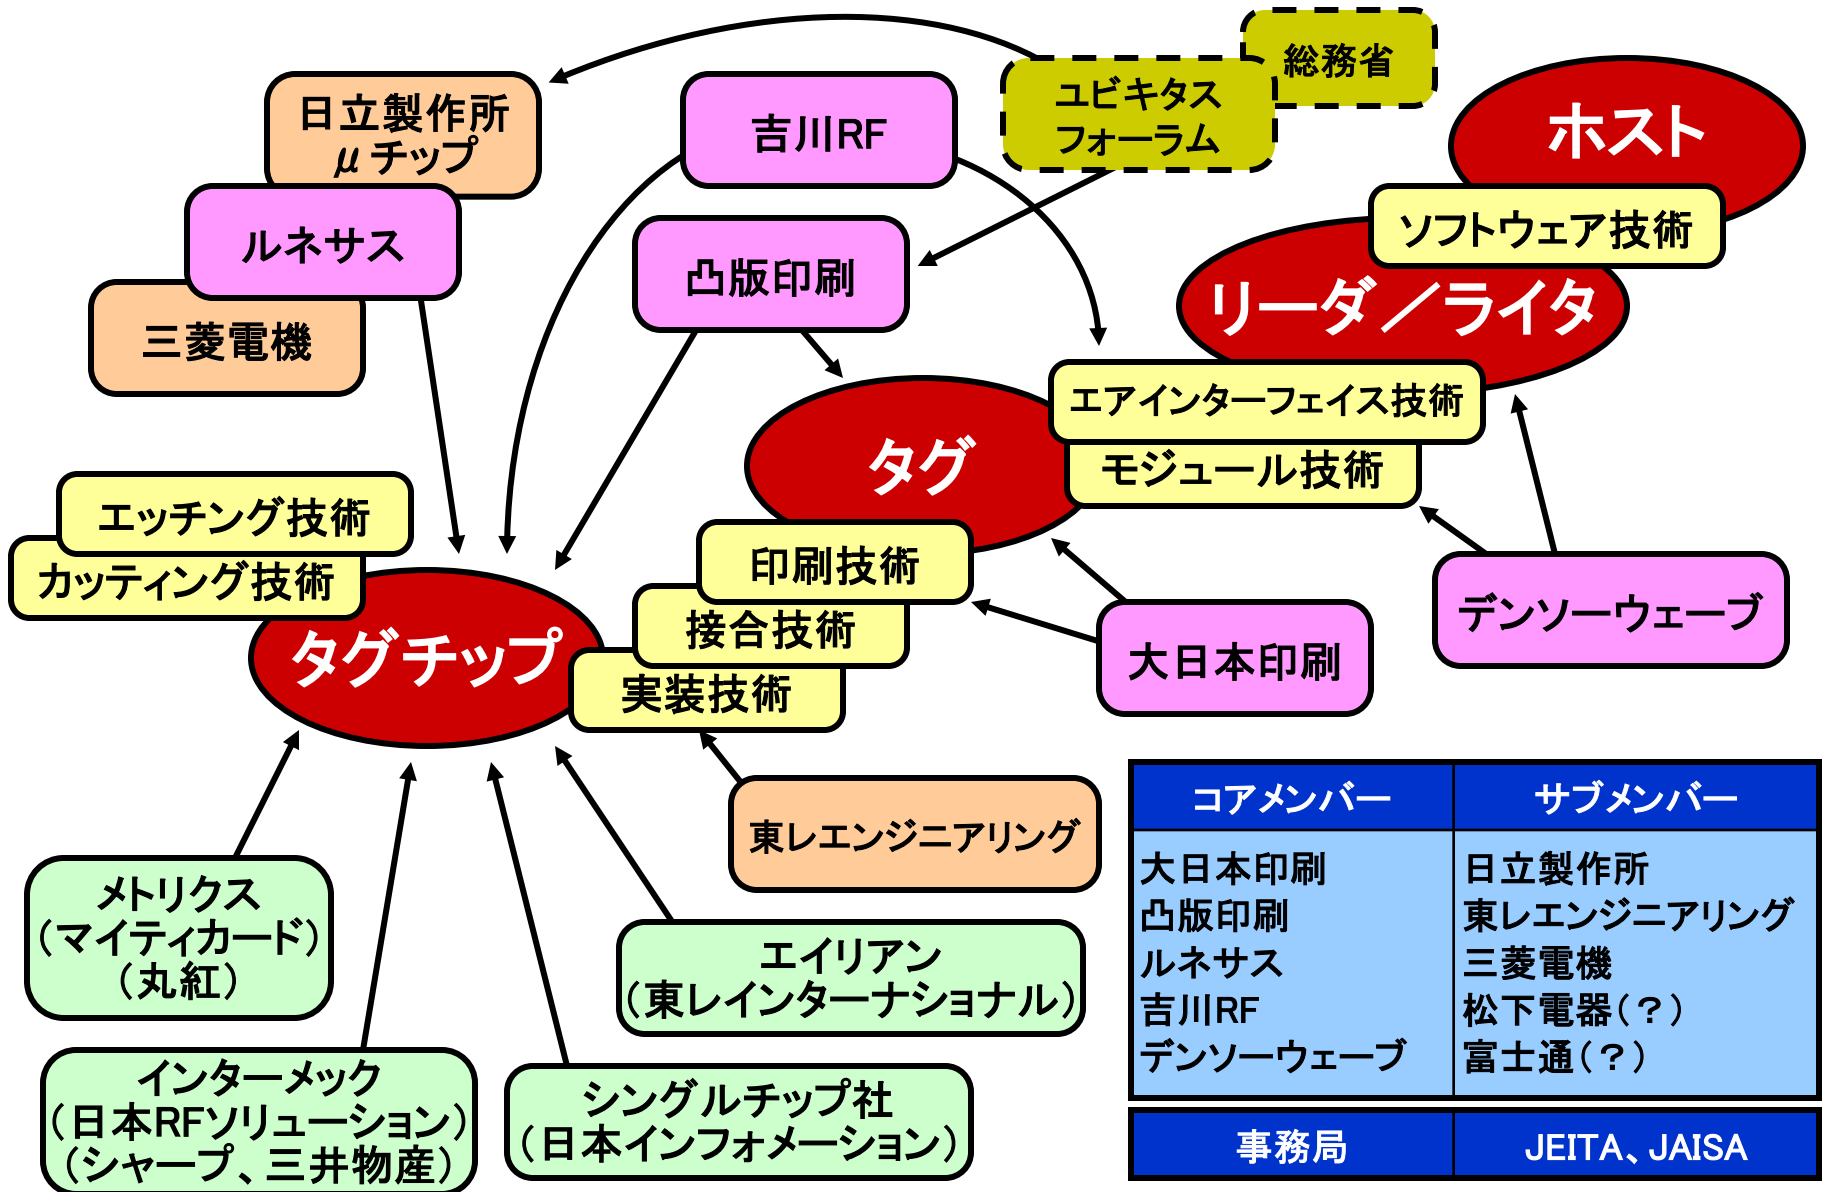 総務省
ユビキタス
フォーラム
日立製作所
μチップ
吉川RF
ホスト
ルネサス
凸版印刷
ソフトウェア技術
三菱電機
リーダ／ライタ
エアインターフェイス技術
タグ
モジュール技術
エッチング技術
カッティング技術
印刷技術
接合技術
実装技術
タグチップ
大日本印刷
デンソーウェーブ
東レエンジニアリング
メトリクス
（マイティカード）
（丸紅）
エイリアン
（東レインターナショナル）
インターメック
（日本RFソリューション）
（シャープ、三井物産）
シングルチップ社
（日本インフォメーション）
コアメンバー
サブメンバー
大日本印刷
凸版印刷
ルネサス
吉川RF
デンソーウェーブ
日立製作所
東レエンジニアリング
三菱電機
松下電器（？）
富士通（？）
事務局
JEITA、JAISA